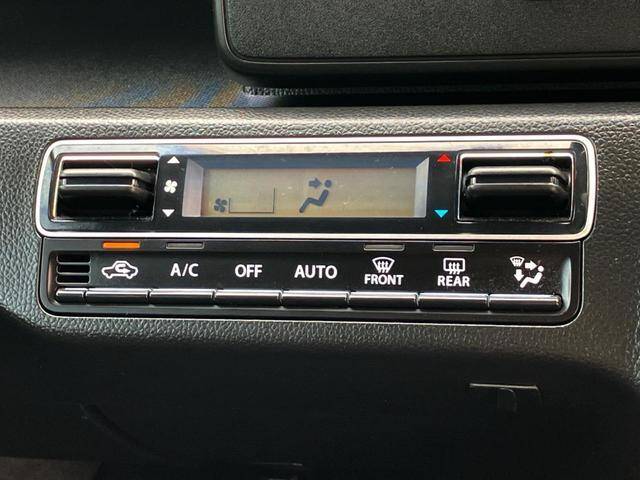 A/C OFF AUTO FRONT REAR